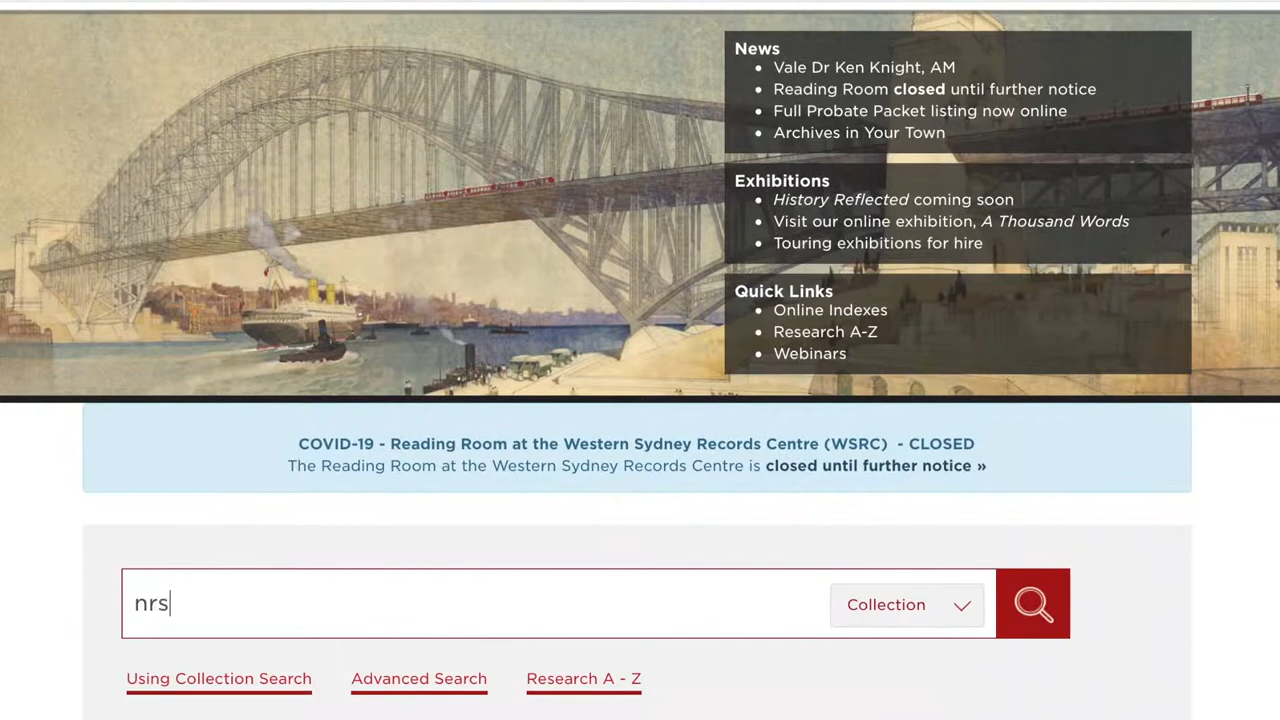 News
Vale Dr Ken Knight, AM
Reading Room closed until further notice
Full Probate Packet listing now online
Archives in Your Town
Exhibitions
History Reflected coming soon
Visit our online exhibition, A Thousand Words
Touring exhibitions for hire
Quick Links
Online Indexes
Research A-Z
Webinars
COVID-19 - Reading Room at the Western Sydney Records Centre (WSRC) - CLOSED
The Reading Room at the Western Sydney Records Centre is closed until further notice »
nrs
Collection
Using Collection Search
Advanced Search
Research A - Z